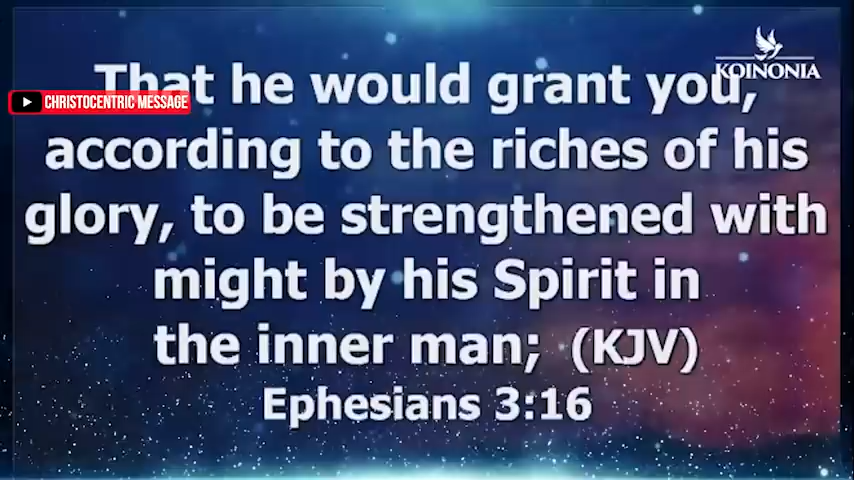 KOINONIA
That he would grant you,
CHRISTOCENTRIC MESSAGE
according to the riches of his
glory, to be strengthened with
might by his Spirit in
the inner man; (KJV)
Ephesians 3:16